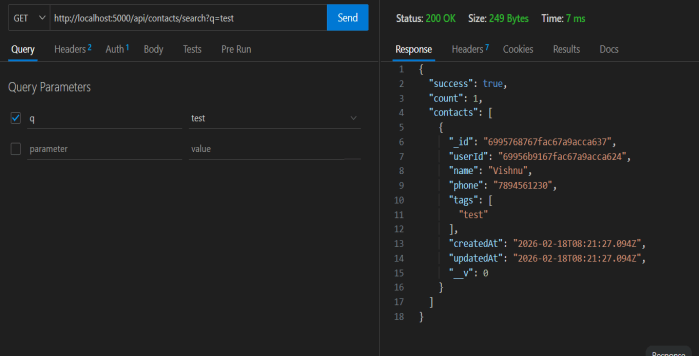 GET http://localhost:5000/api/contacts/search?q=test Send
Query Headers 2 Auth 1 Body Tests Pre Run
Query Parameters
q test
parameter value
Status: 200 OK Size: 249 Bytes Time: 7 ms
Response Headers 7 Cookies Results Docs
1 {
2 "success": true,
3 "count": 1,
4 "contacts": [
5 {
6 "_id": "6995768767fac67a9acca637",
7 "userId": "69956b9167fac67a9acca624",
8 "name": "Vishnu",
9 "phone": "7894561230",
10 "tags": [
11 "test"
12 ],
13 "createdAt": "2026-02-18T08:21:27.094Z",
14 "updatedAt": "2026-02-18T08:21:27.094Z",
15 "__v": 0
16 }
17 ]
18 }
Response